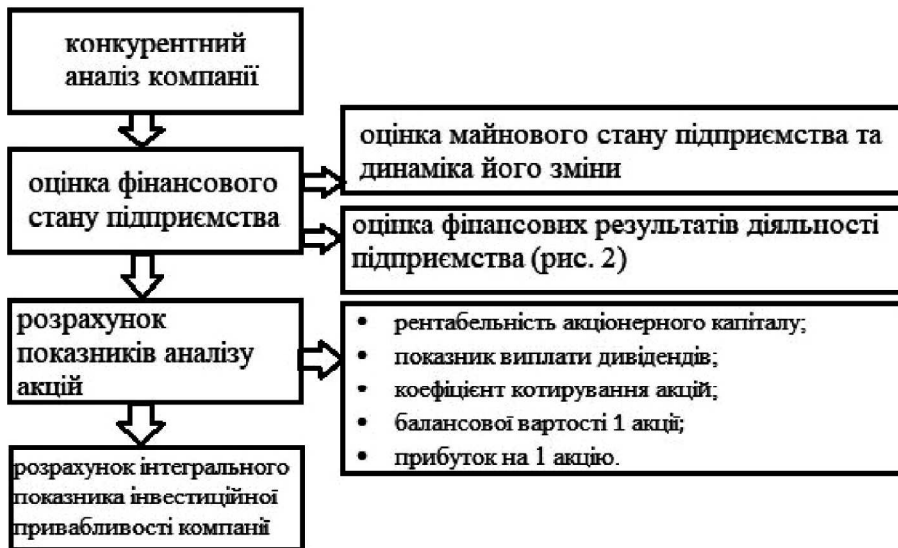 конкурентний
аналіз компанії
оцінка фінансового
стану підприємства
оцінка майнового стану підприємства та
динаміка його зміни
оцінка фінансових результатів діяльності
підприємства (рис. 2)
розрахунок
показників аналізу
акцій
• рентабельність акціонерного капіталу;
• показник виплати дивідендів;
• коефіцієнт котирування акцій;
• балансової вартості 1 акції;
• прибуток на 1 акцію.
розрахунок інтегрального
показника інвестиційної
привабливості компанії